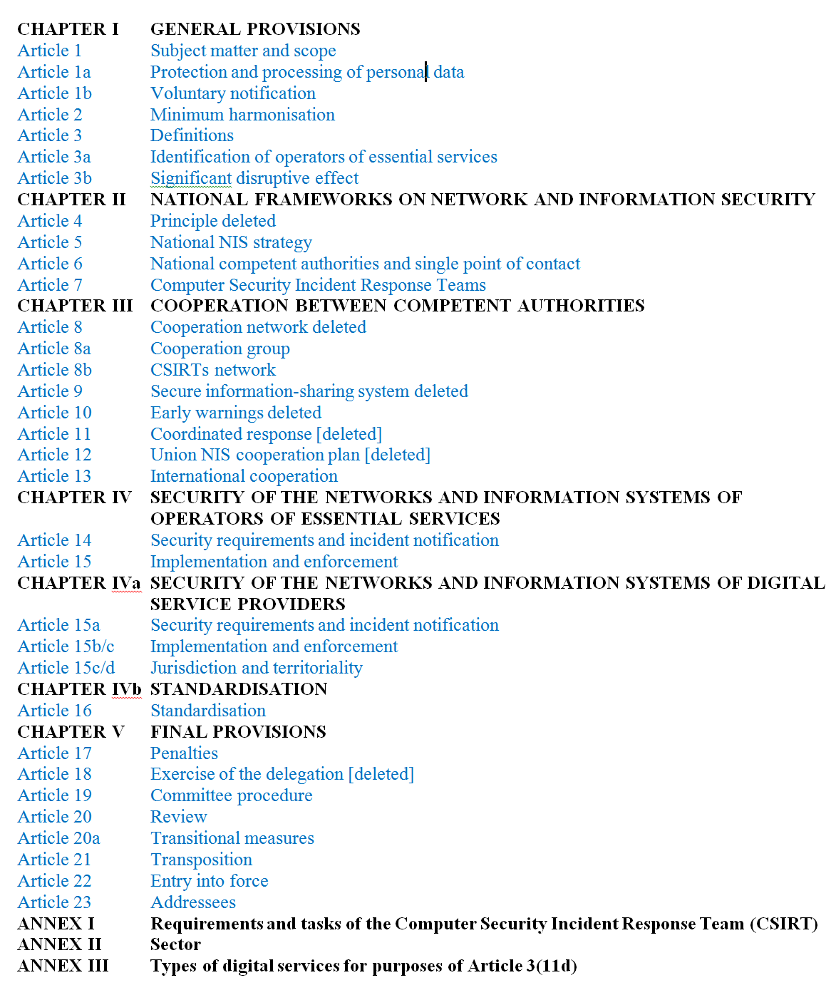 CHAPTER I GENERAL PROVISIONS
Article 1 Subject matter and scope
Article 1a Protection and processing of personal data
Article 1b Voluntary notification
Article 2 Minimum harmonisation
Article 3 Definitions
Article 3a Identification of operators of essential services
Article 3b Significant disruptive effect
CHAPTER II NATIONAL FRAMEWORKS ON NETWORK AND INFORMATION SECURITY
Article 4 Principle deleted
Article 5 National NIS strategy
Article 6 National competent authorities and single point of contact
Article 7 Computer Security Incident Response Teams
CHAPTER III COOPERATION BETWEEN COMPETENT AUTHORITIES
Article 8 Cooperation network deleted
Article 8a Cooperation group
Article 8b CSIRTs network
Article 9 Secure information-sharing system deleted
Article 10 Early warnings deleted
Article 11 Coordinated response [deleted]
Article 12 Union NIS cooperation plan [deleted]
Article 13 International cooperation
CHAPTER IV SECURITY OF THE NETWORKS AND INFORMATION SYSTEMS OF
OPERATORS OF ESSENTIAL SERVICES
Article 14 Security requirements and incident notification
Article 15 Implementation and enforcement
CHAPTER IVa SECURITY OF THE NETWORKS AND INFORMATION SYSTEMS OF DIGITAL
SERVICE PROVIDERS
Article 15a Security requirements and incident notification
Article 15b/c Implementation and enforcement
Article 15c/d Jurisdiction and territoriality
CHAPTER IVb STANDARDISATION
Article 16 Standardisation
CHAPTER V FINAL PROVISIONS
Article 17 Penalties
Article 18 Exercise of the delegation [deleted]
Article 19 Committee procedure
Article 20 Review
Article 20a Transitional measures
Article 21 Transposition
Article 22 Entry into force
Article 23 Addressees
ANNEX I Requirements and tasks of the Computer Security Incident Response Team (CSIRT)
ANNEX II Sector
ANNEX III Types of digital services for purposes of Article 3(11d)